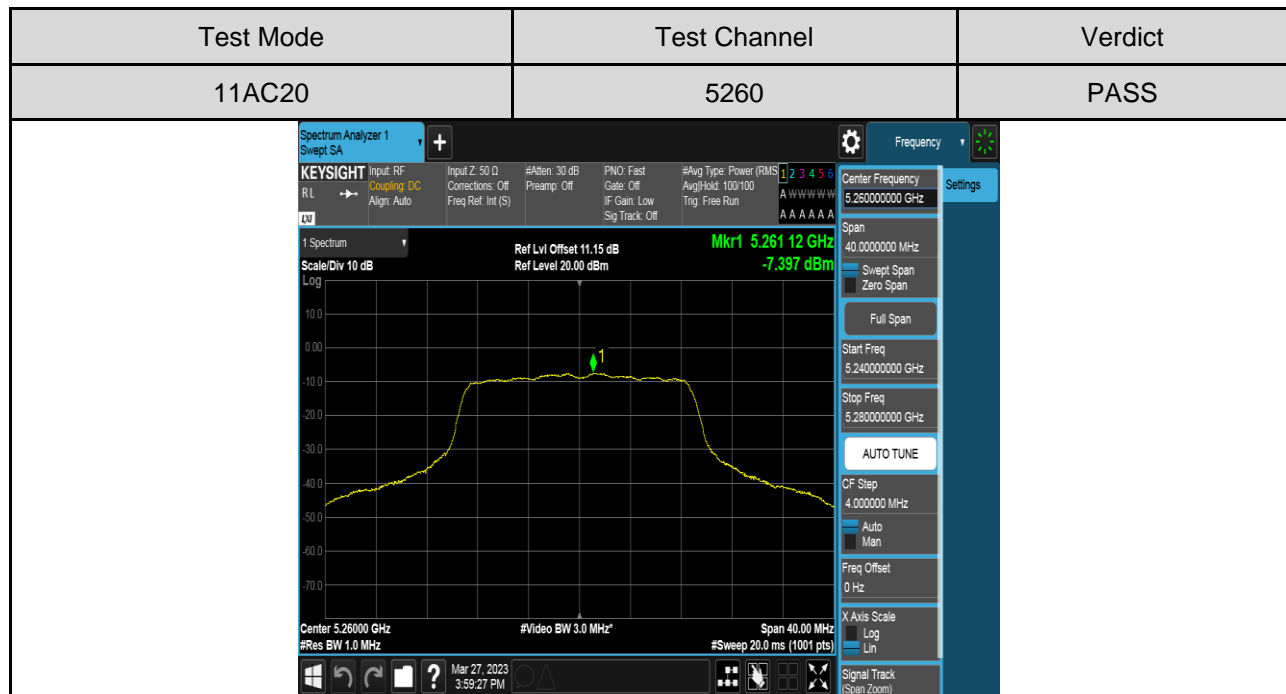 Test Mode Test Channel Verdict
11AC20 5260 PASS
Spectrum Analyzer 1
Swept SA
+
Frequency
KEYSIGHT Input: RF Input Z: 50 Ω #Atten: 30 dB PNO: Fast #Avg Type: Power (RMS 1 2 3 4 5 6
RL Coupling: DC Corrections: Off Preamp: Off Gate: Off Avg|Hold: 100/100 A W W W W W
Align: Auto Freq Ref: Int (S) IF Gain: Low Trig: Free Run
LXI Sig Track: Off A A A A A A
Center Frequency
5.260000000 GHz
Settings
Span
40.0000000 MHz
Swept Span
Zero Span
Full Span
Start Freq
5.240000000 GHz
Stop Freq
5.280000000 GHz
AUTO TUNE
CF Step
4.000000 MHz
Auto
Man
Freq Offset
0 Hz
X Axis Scale
Log
Lin
Signal Track
(Span Zoom)
1 Spectrum Ref Lvl Offset 11.15 dB Mkr1 5.261 12 GHz
Scale/Div 10 dB Ref Level 20.00 dBm -7.397 dBm
Log
10.0
0.00
1
-10.0
-20.0
-30.0
-40.0
-50.0
-60.0
-70.0
Center 5.26000 GHz #Video BW 3.0 MHz* Span 40.00 MHz
#Res BW 1.0 MHz #Sweep 20.0 ms (1001 pts)
? Mar 27, 2023
3:59:27 PM